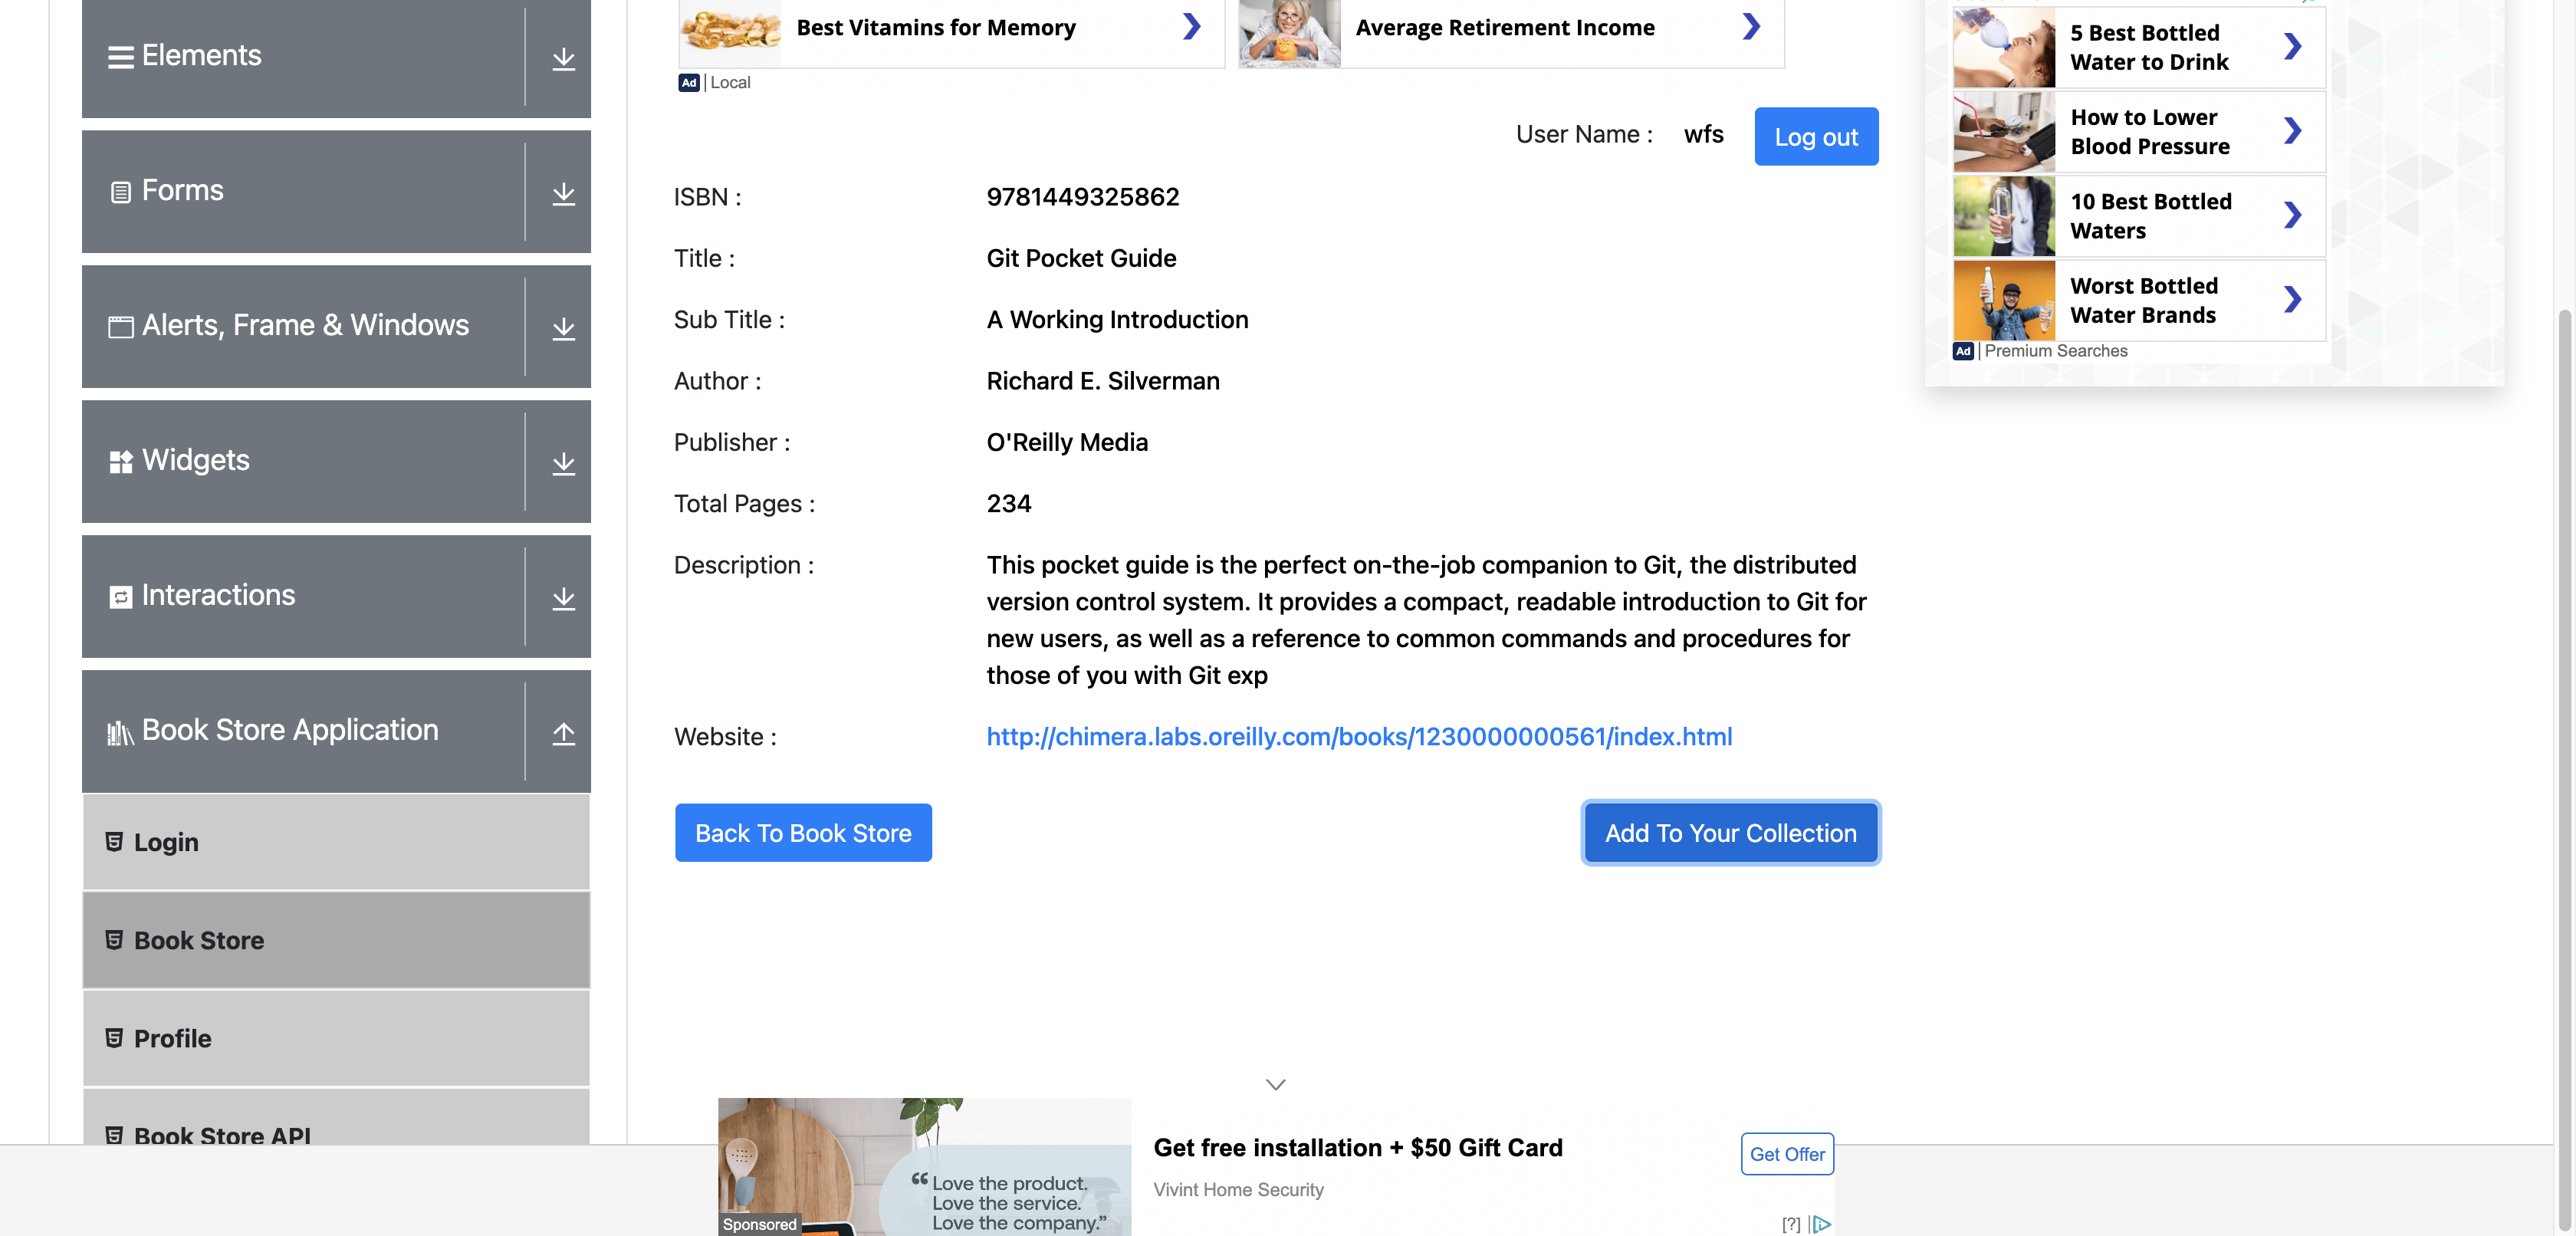 Elements
Forms
Alerts, Frame & Windows
Widgets
Interactions
Book Store Application
Login
Book Store
Profile
Book Store API
Best Vitamins for Memory
Average Retirement Income
Ad | Local
User Name : wfs Log out
ISBN : 9781449325862
Title : Git Pocket Guide
Sub Title : A Working Introduction
Author : Richard E. Silverman
Publisher : O'Reilly Media
Total Pages : 234
Description : This pocket guide is the perfect on-the-job companion to Git, the distributed
version control system. It provides a compact, readable introduction to Git for
new users, as well as a reference to common commands and procedures for
those of you with Git exp
Website : http://chimera.labs.oreilly.com/books/1230000000561/index.html
Back To Book Store Add To Your Collection
5 Best Bottled
Water to Drink
How to Lower
Blood Pressure
10 Best Bottled
Waters
Worst Bottled
Water Brands
Ad | Premium Searches
“Love the product.
Love the service.
Love the company.”
Sponsored
Get free installation + $50 Gift Card
Vivint Home Security
Get Offer
[?]